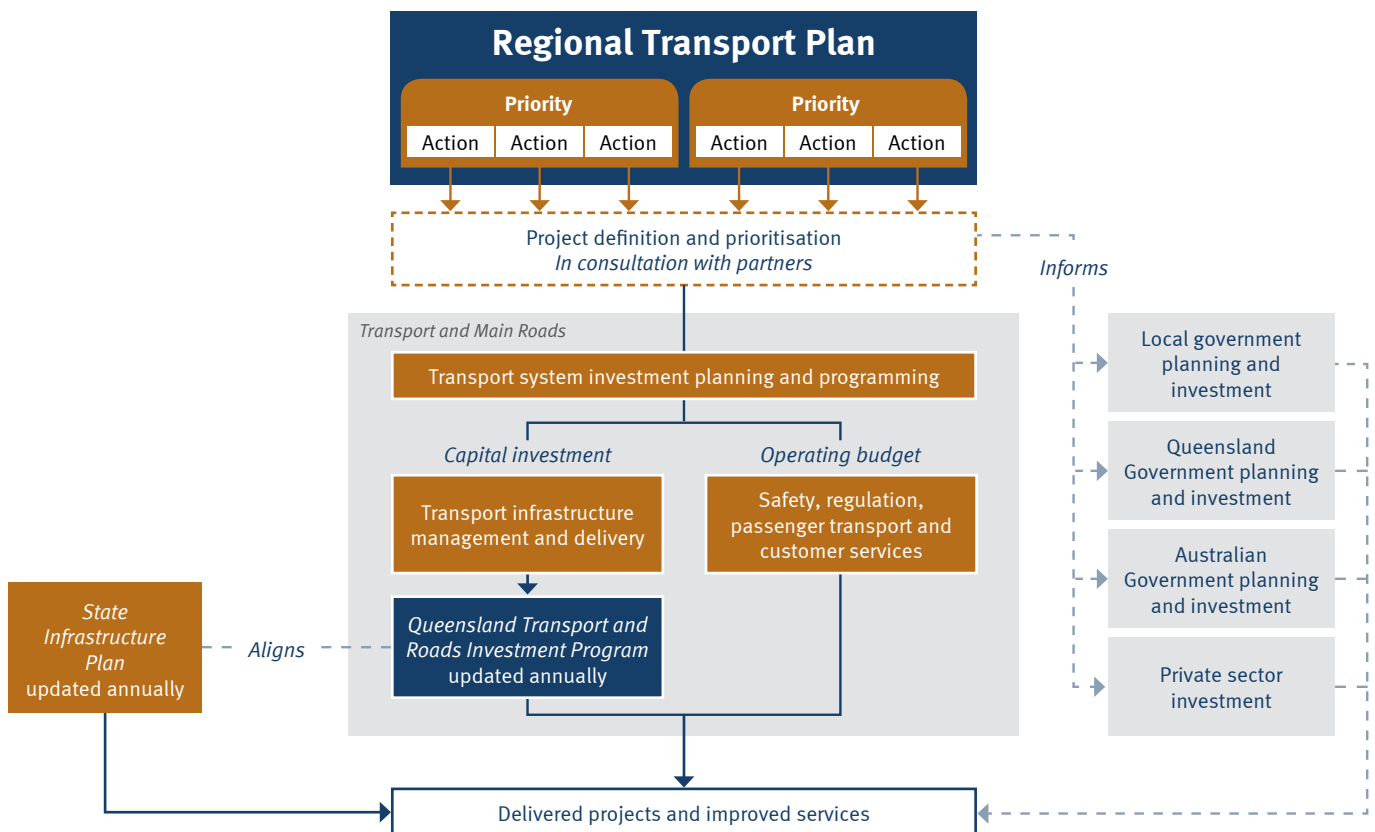 Regional Transport Plan
Priority
Action
Action
Action
Priority
Action
Action
Action
Project definition and prioritisation
In consultation with partners
Informs
Transport and Main Roads
Transport system investment planning and programming
Capital investment
Operating budget
Transport infrastructure
management and delivery
Safety, regulation,
passenger transport and
customer services
Queensland Transport and
Roads Investment Program
updated annually
State
Infrastructure
Plan
updated annually
Aligns
Local government
planning and
investment
Queensland
Government planning
and investment
Australian
Government planning
and investment
Private sector
investment
Delivered projects and improved services